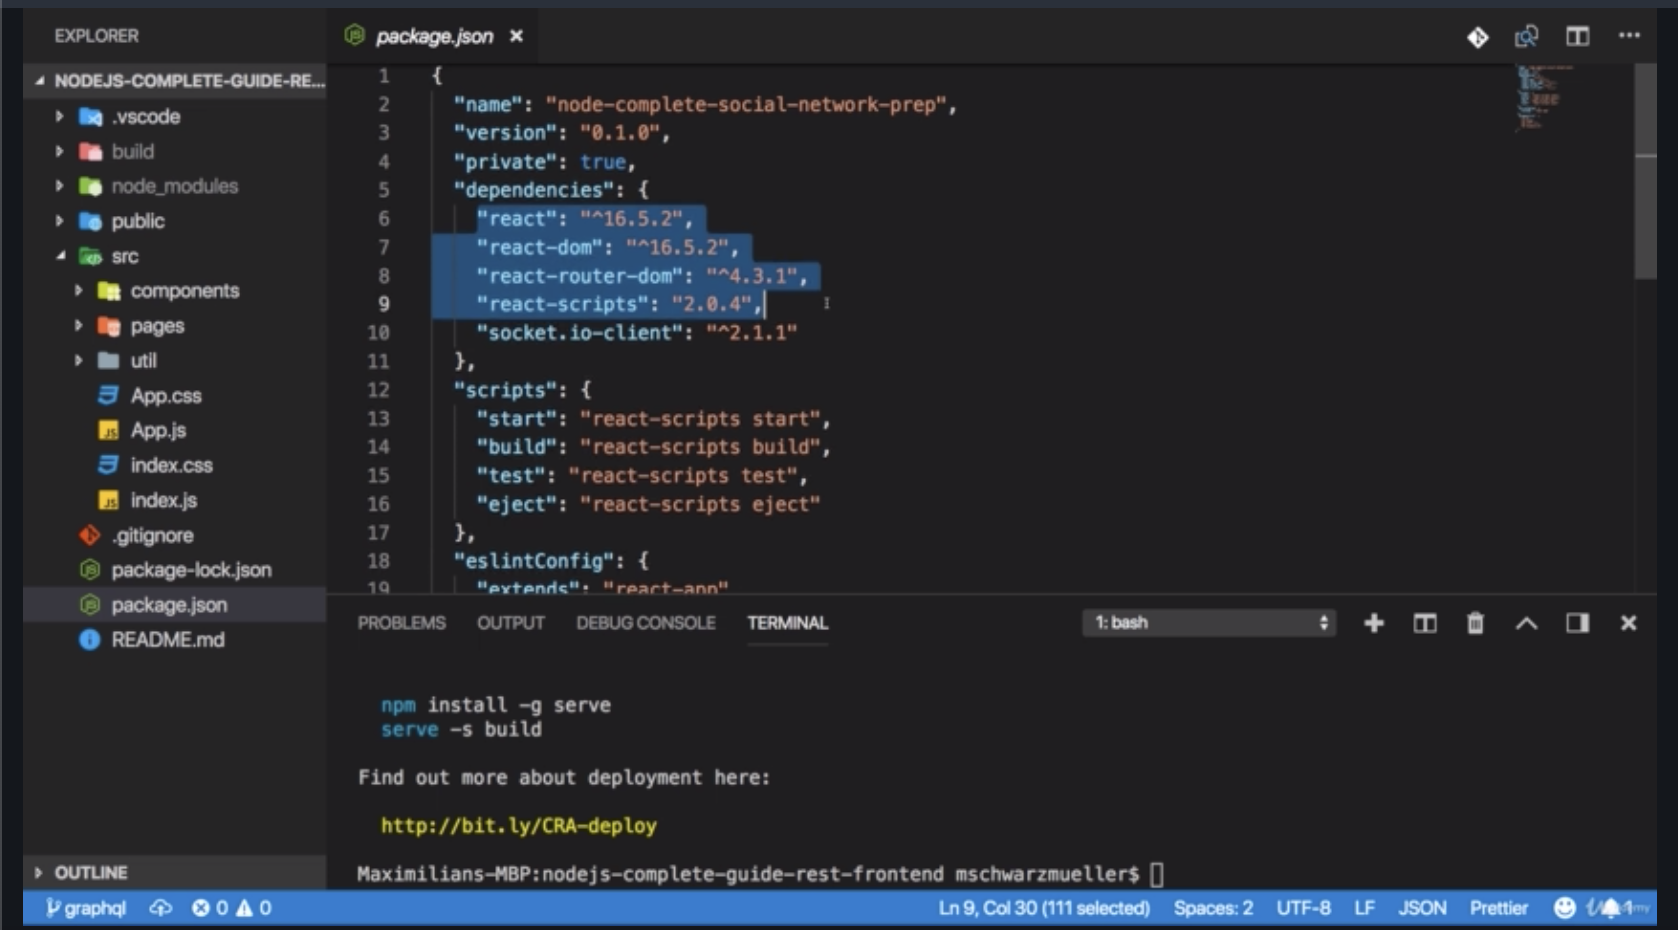 EXPLORER
NODEJS-COMPLETE-GUIDE-RE...
.vscode
build
node_modules
public
src
components
pages
util
App.css
App.js
index.css
index.js
.gitignore
package-lock.json
package.json
README.md
OUTLINE
package.json
1 {
2 "name": "node-complete-social-network-prep",
3 "version": "0.1.0",
4 "private": true,
5 "dependencies": {
6 "react": "^16.5.2",
7 "react-dom": "^16.5.2",
8 "react-router-dom": "^4.3.1",
9 "react-scripts": "2.0.4",
10 "socket.io-client": "^2.1.1"
11 },
12 "scripts": {
13 "start": "react-scripts start",
14 "build": "react-scripts build",
15 "test": "react-scripts test",
16 "eject": "react-scripts eject"
17 },
18 "eslintConfig": {
19 "extends": "react-app"
PROBLEMS OUTPUT DEBUG CONSOLE TERMINAL 1: bash
npm install -g serve
serve -s build
Find out more about deployment here:
http://bit.ly/CRA-deploy
Maximilians-MBP:nodejs-complete-guide-rest-frontend mschwarzmueller$
graphql 0 0 Ln 9, Col 30 (111 selected) Spaces: 2 UTF-8 LF JSON Prettier 1